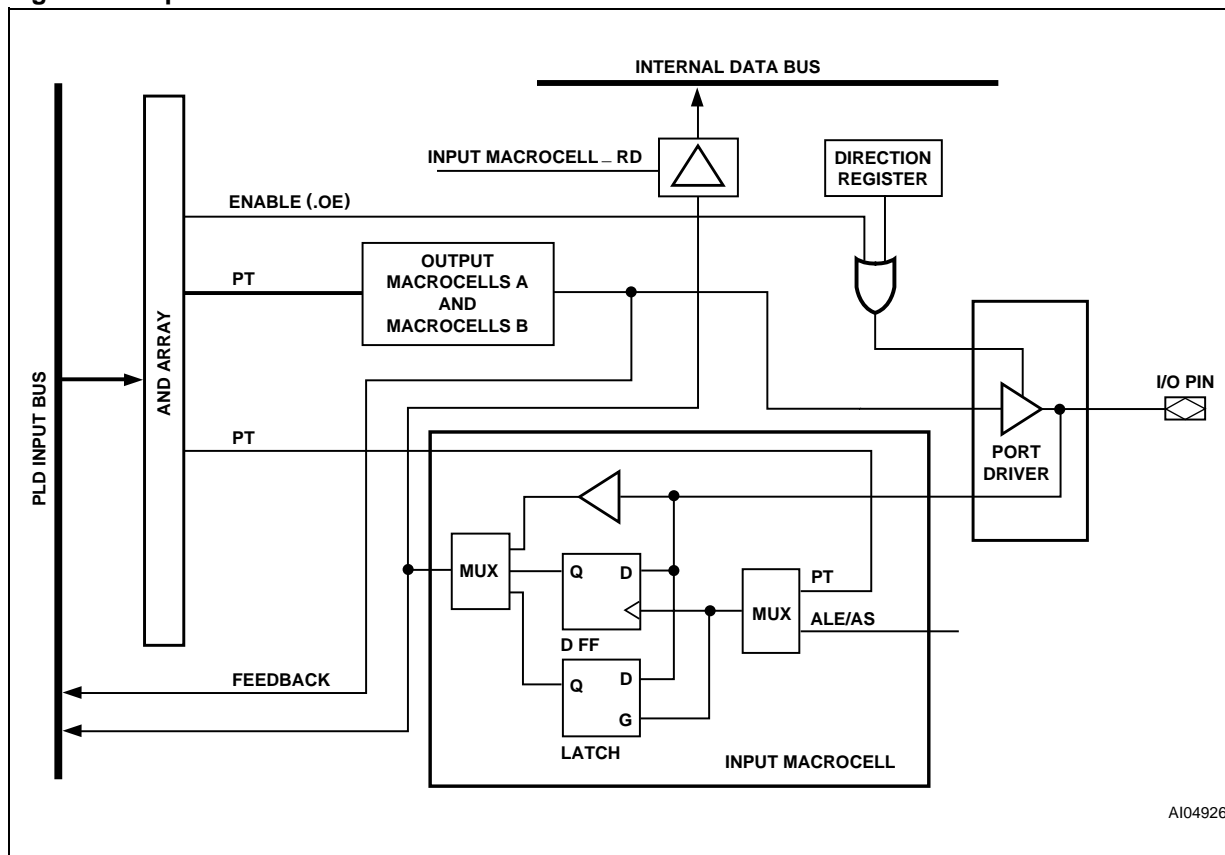 INTERNAL DATA BUS
INPUT MACROCELL _ RD
DIRECTION
REGISTER
ENABLE (.OE)
PT
OUTPUT
MACROCELLS A
AND
MACROCELLS B
PLD INPUT BUS
AND ARRAY
I/O PIN
PORT
DRIVER
PT
MUX
Q
D
D FF
MUX
PT
ALE/AS
Q
D
G
LATCH
FEEDBACK
INPUT MACROCELL
AI04926